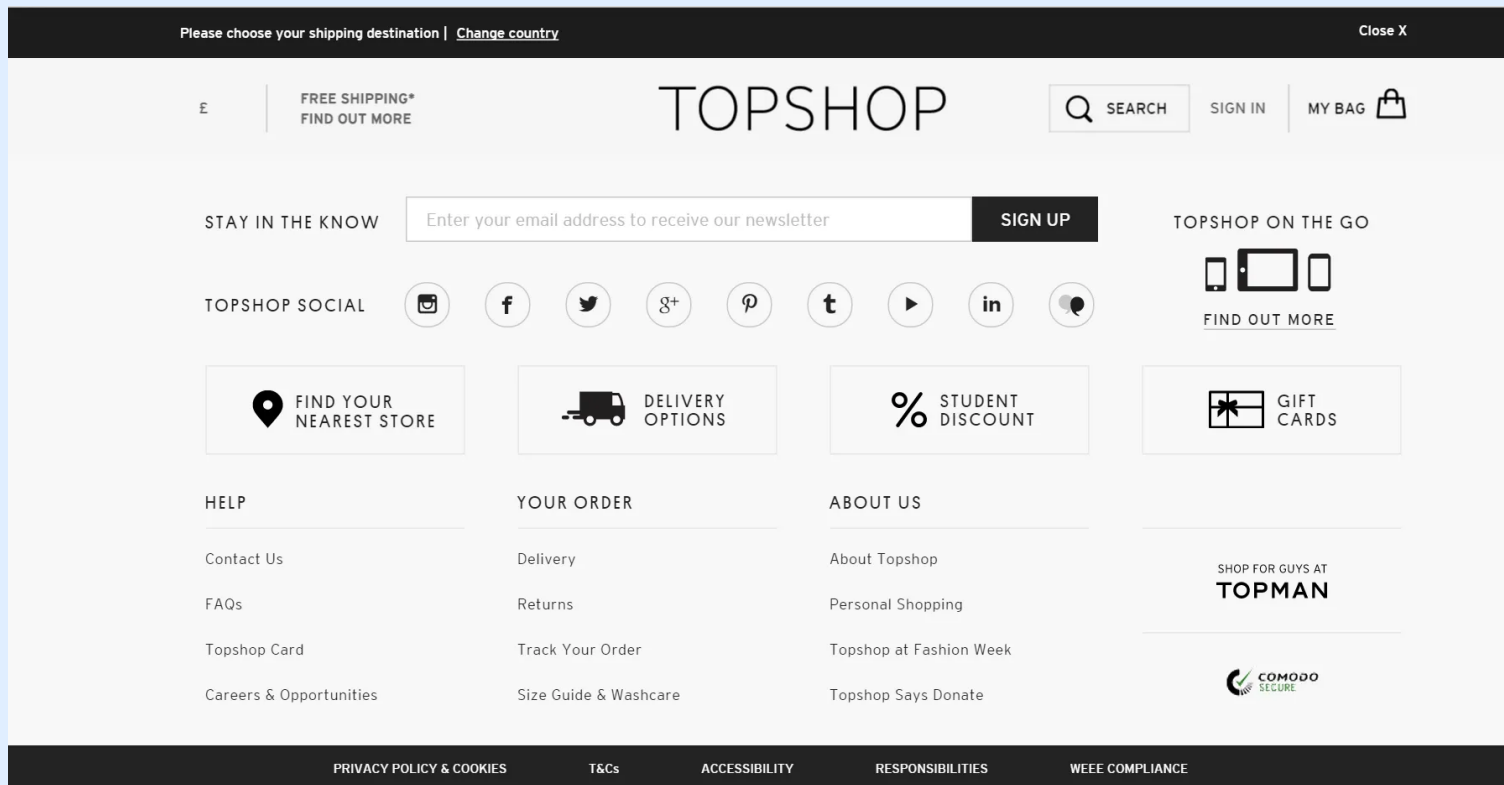 Please choose your shipping destination | Change country
Close X
£
FREE SHIPPING*
FIND OUT MORE
TOPSHOP
SEARCH
SIGN IN
MY BAG
STAY IN THE KNOW
Enter your email address to receive our newsletter
SIGN UP
TOPSHOP ON THE GO
FIND OUT MORE
TOPSHOP SOCIAL
f
g+
t
in
FIND YOUR
NEAREST STORE
DELIVERY
OPTIONS
%
STUDENT
DISCOUNT
GIFT
CARDS
HELP
Contact Us
FAQs
Topshop Card
Careers & Opportunities
YOUR ORDER
Delivery
Returns
Track Your Order
Size Guide & Washcare
ABOUT US
About Topshop
Personal Shopping
Topshop at Fashion Week
Topshop Says Donate
SHOP FOR GUYS AT
TOPMAN
COMODO
SECURE
PRIVACY POLICY & COOKIES
T&Cs
ACCESSIBILITY
RESPONSIBILITIES
WEEE COMPLIANCE